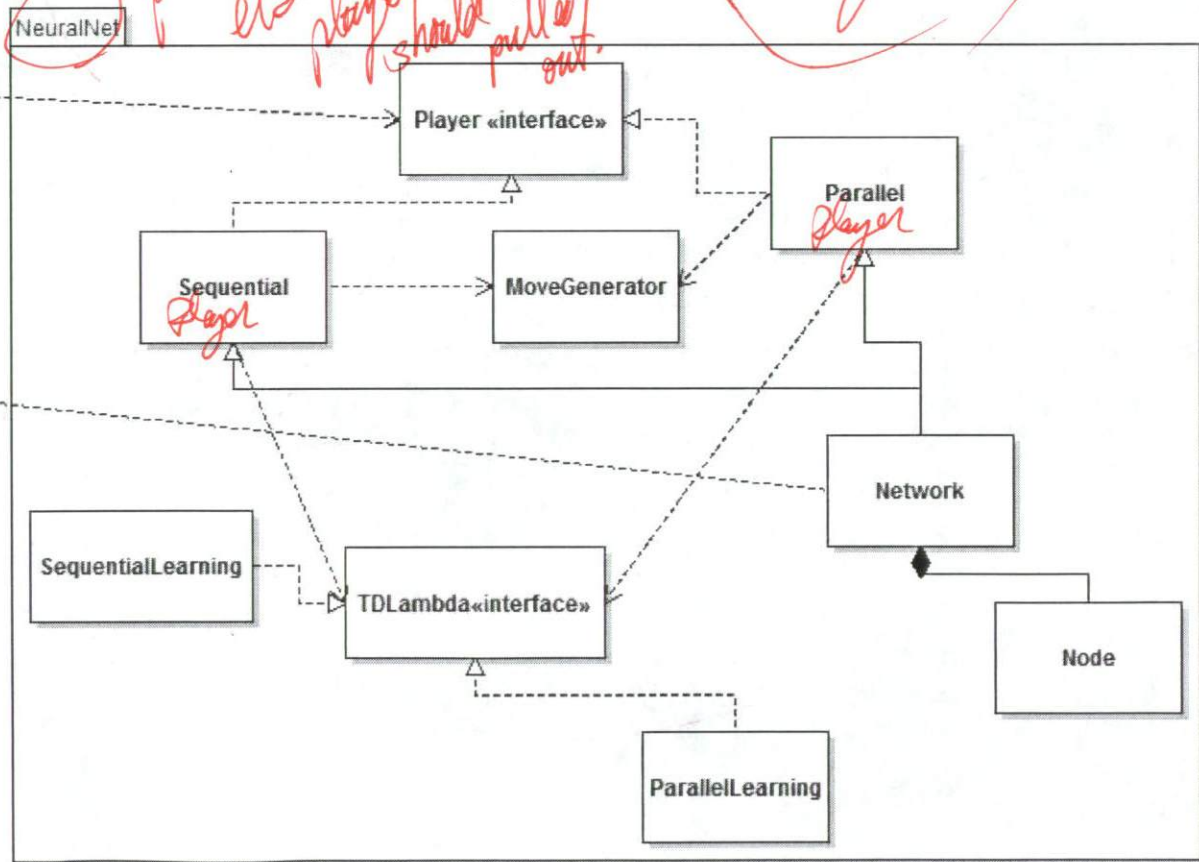 NeuralNet
player
should
pulled
out.
Player «interface»
Parallel
player
Sequential
player
MoveGenerator
Network
SequentialLearning
TDLambda«interface»
Node
ParallelLearning